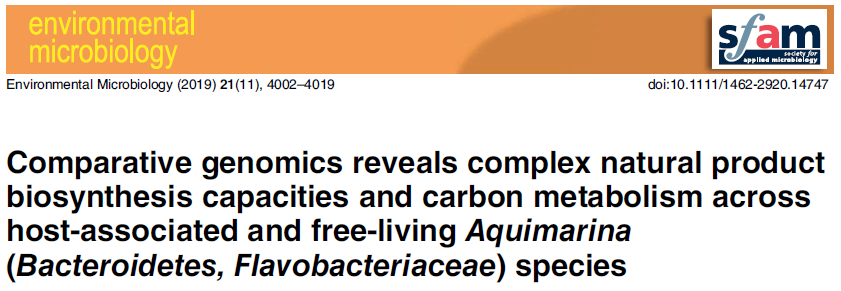 environmental
microbiology
sfam
society for
applied microbiology
Environmental Microbiology (2019) 21(11), 4002–4019
doi:10.1111/1462-2920.14747
Comparative genomics reveals complex natural product
biosynthesis capacities and carbon metabolism across
host-associated and free-living Aquimarina
(Bacteroidetes, Flavobacteriaceae) species